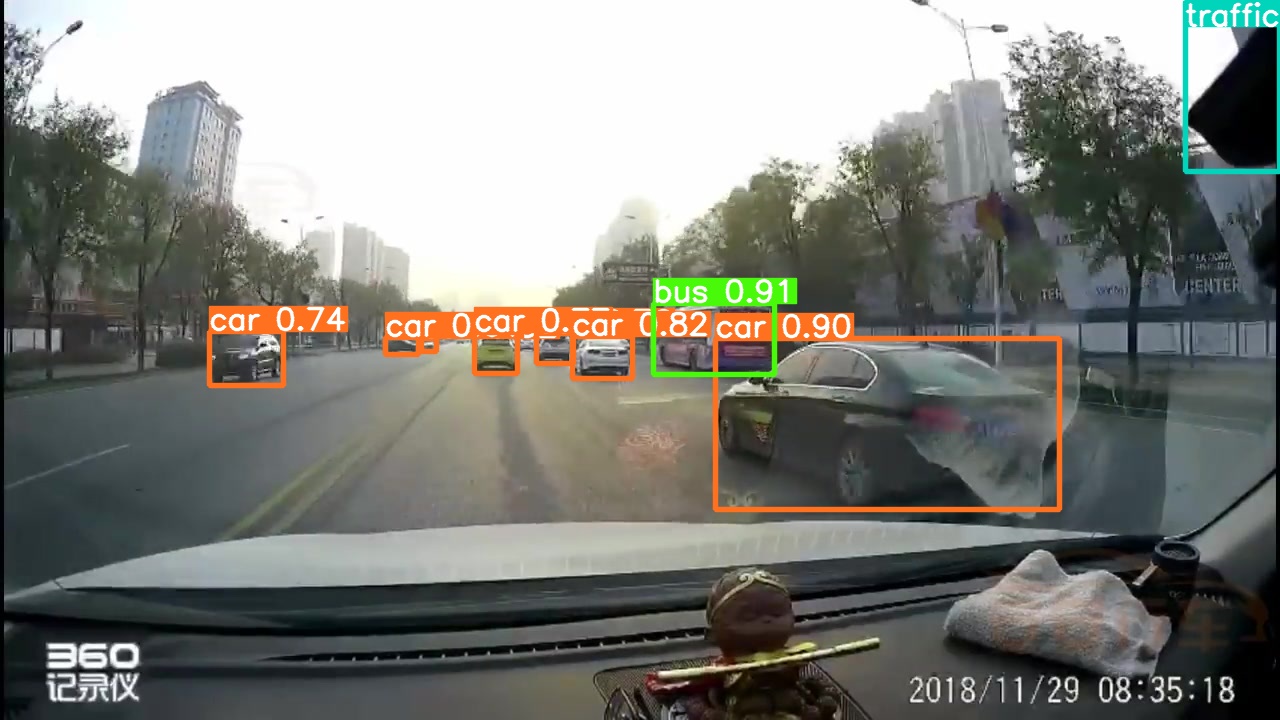 traffic
bus 0.91
car 0.74
car 0
car 0.
car 0.82
car 0.90
CENTER
360
记录仪
2018/11/29 08:35:18